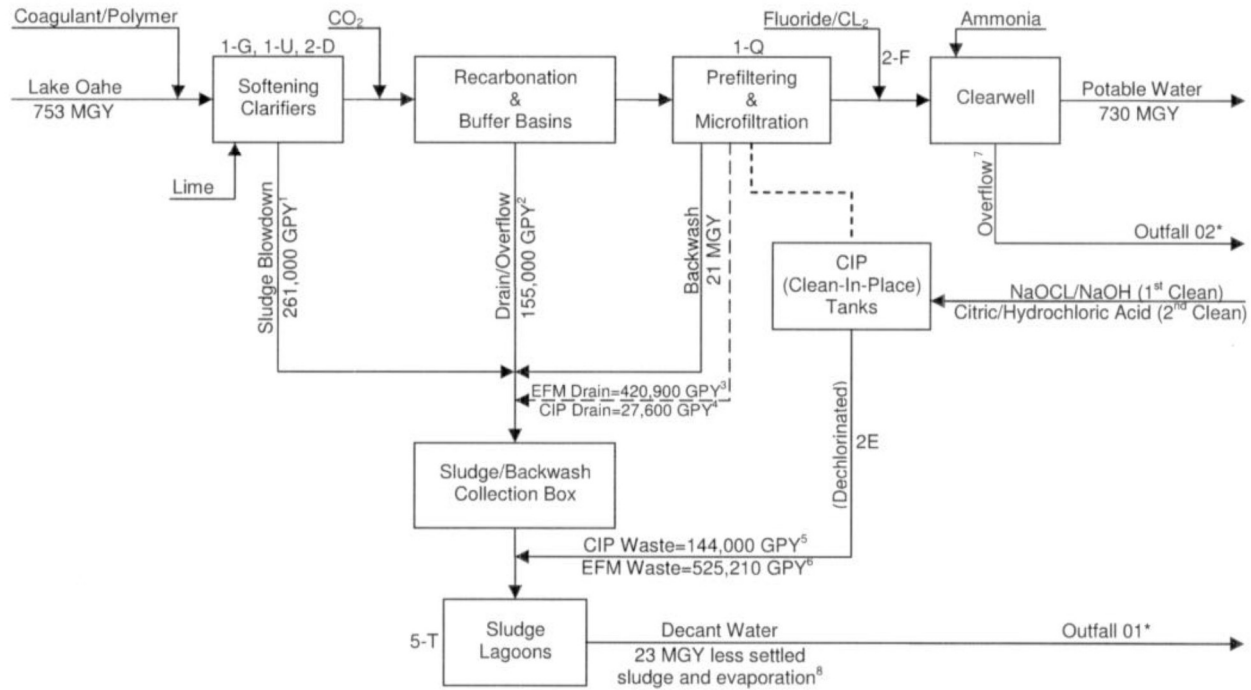 Coagulant/Polymer
CO₂
Fluoride/CL₂
Ammonia
1-G, 1-U, 2-D
1-Q
2-F
Lake Oahe
753 MGY
Softening
Clarifiers
Recarbonation
&
Buffer Basins
Prefiltering
&
Microfiltration
Clearwell
Potable Water
730 MGY
Lime
Sludge Blowdown
261,000 GPY¹
Drain/Overflow
155,000 GPY²
Backwash
21 MGY
Overflow⁷
Outfall 02*
CIP
(Clean-In-Place)
Tanks
NaOCL/NaOH (1st Clean)
Citric/Hydrochloric Acid (2nd Clean)
EFM Drain=420,900 GPY³
CIP Drain=27,600 GPY⁴
(Dechlorinated)
2E
Sludge/Backwash
Collection Box
CIP Waste=144,000 GPY⁵
EFM Waste=525,210 GPY⁶
5-T
Sludge
Lagoons
Decant Water
23 MGY less settled
sludge and evaporation⁸
Outfall 01*